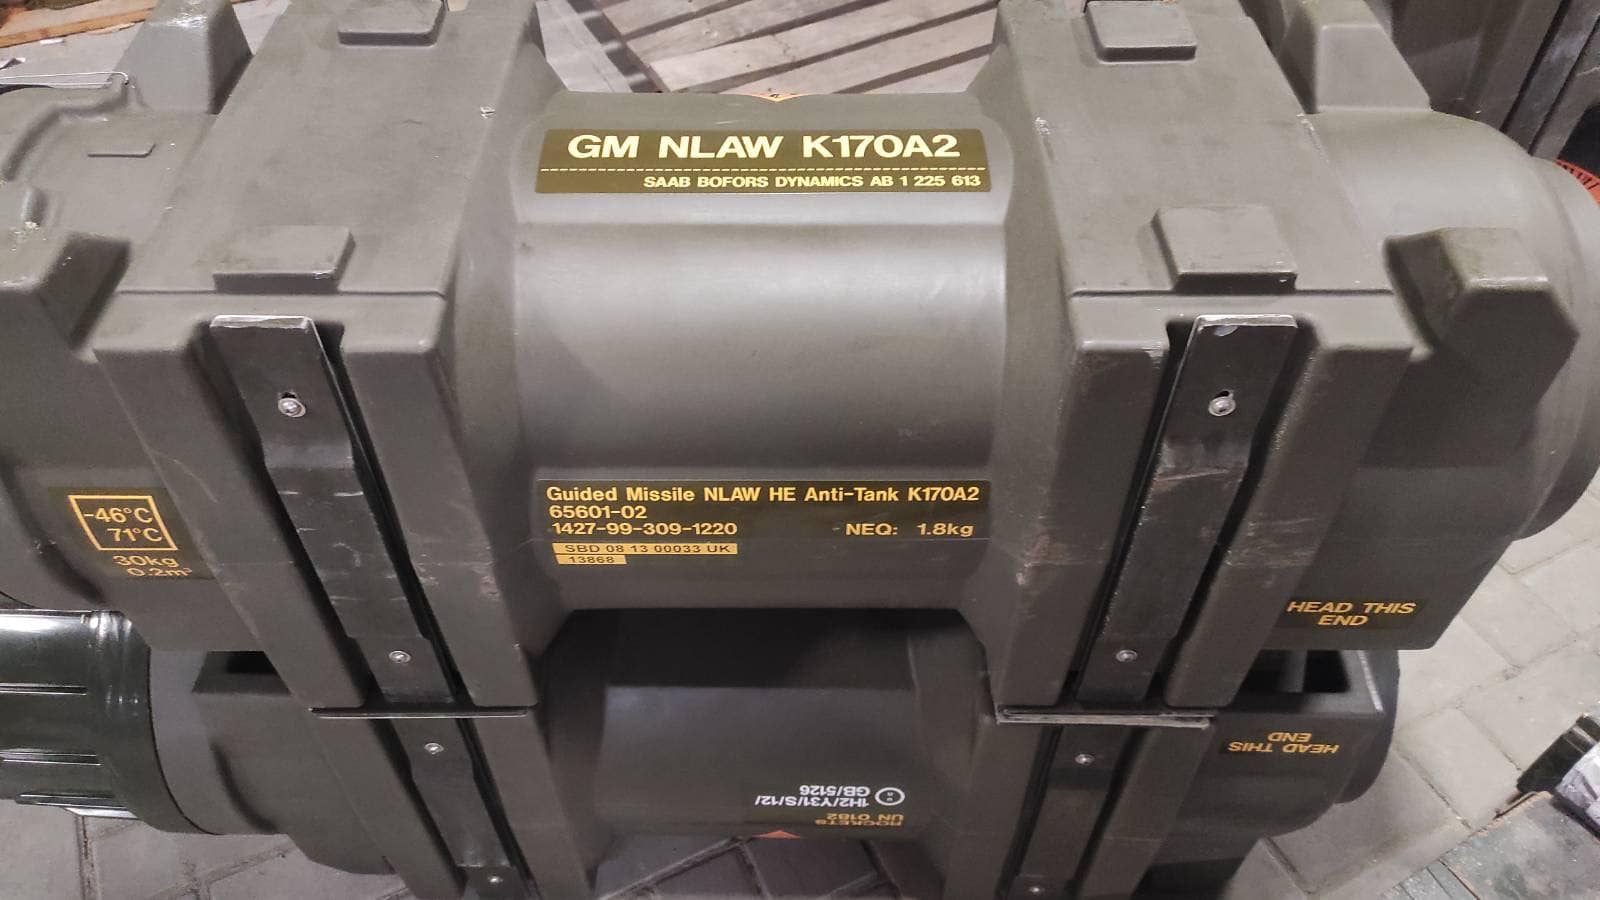 GM NLAW K170A2
SAAB BOFORS DYNAMICS AB 1 225 613
Guided Missile NLAW HE Anti-Tank K170A2
65601-02
1427-99-309-1220 NEQ: 1.8kg
SBD 08 13 00033 UK
13868
-46°C
71°C
30kg
0.2m³
HEAD THIS
END
HEAD THIS
END
ROCKETS
UN 0182
1H2/Y31/S/12/
GB/5126